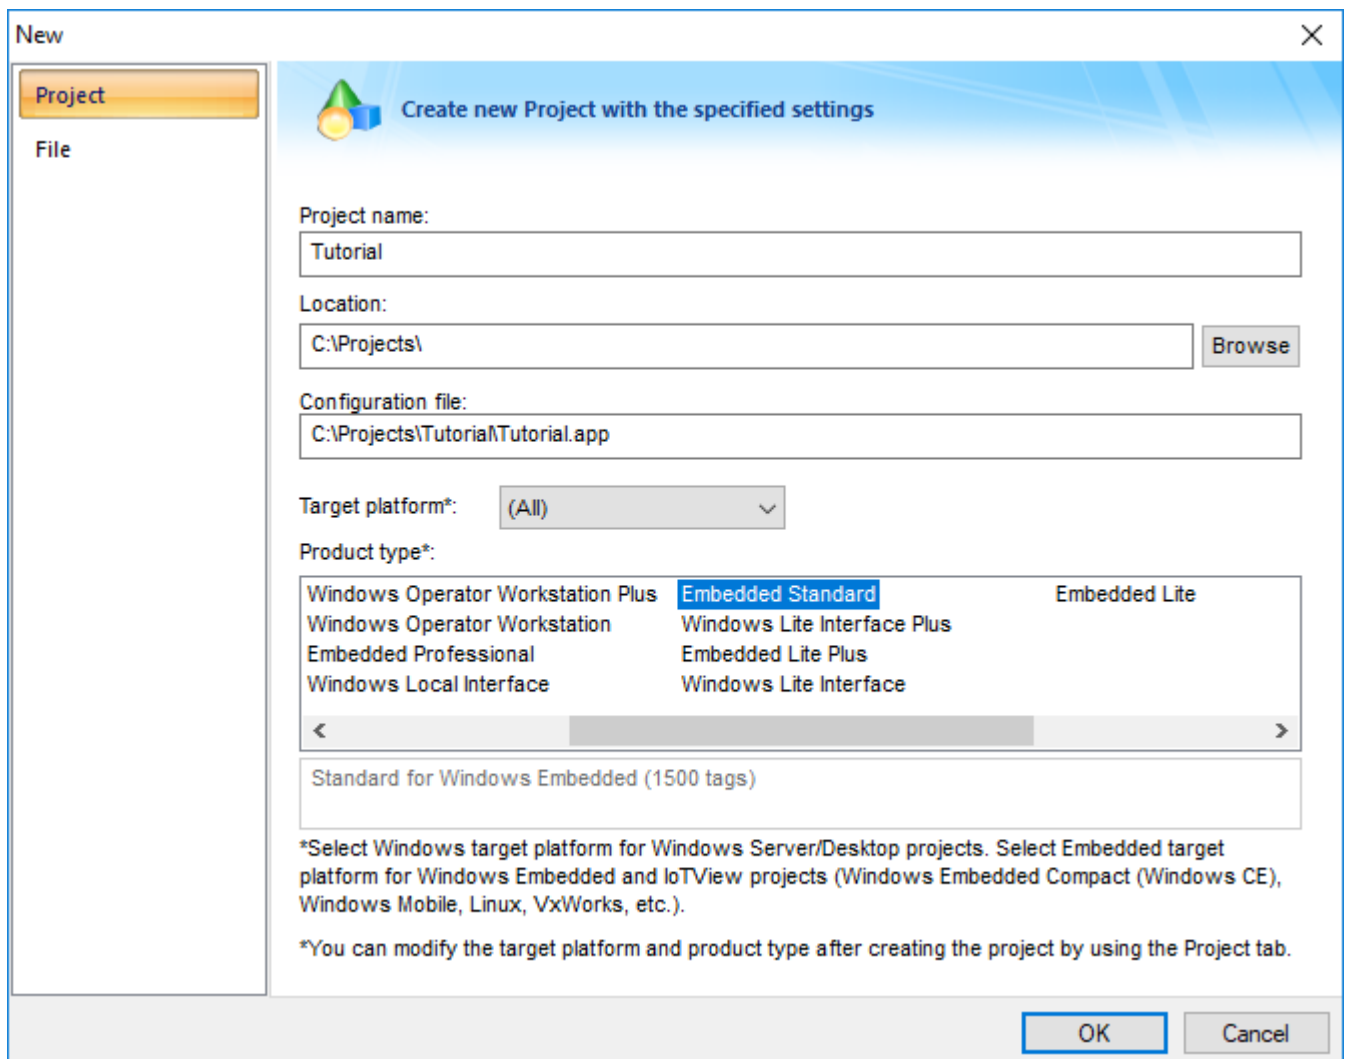 New
Project
File
Create new Project with the specified settings
Project name:
Tutorial
Location:
C:\Projects\
Browse
Configuration file:
C:\Projects\Tutorial\Tutorial.app
Target platform*:
(All)
Product type*:
Windows Operator Workstation Plus Embedded Standard Embedded Lite
Windows Operator Workstation Windows Lite Interface Plus
Embedded Professional Embedded Lite Plus
Windows Local Interface Windows Lite Interface
Standard for Windows Embedded (1500 tags)
*Select Windows target platform for Windows Server/Desktop projects. Select Embedded target
platform for Windows Embedded and IoTView projects (Windows Embedded Compact (Windows CE),
Windows Mobile, Linux, VxWorks, etc.).
*You can modify the target platform and product type after creating the project by using the Project tab.
OK
Cancel